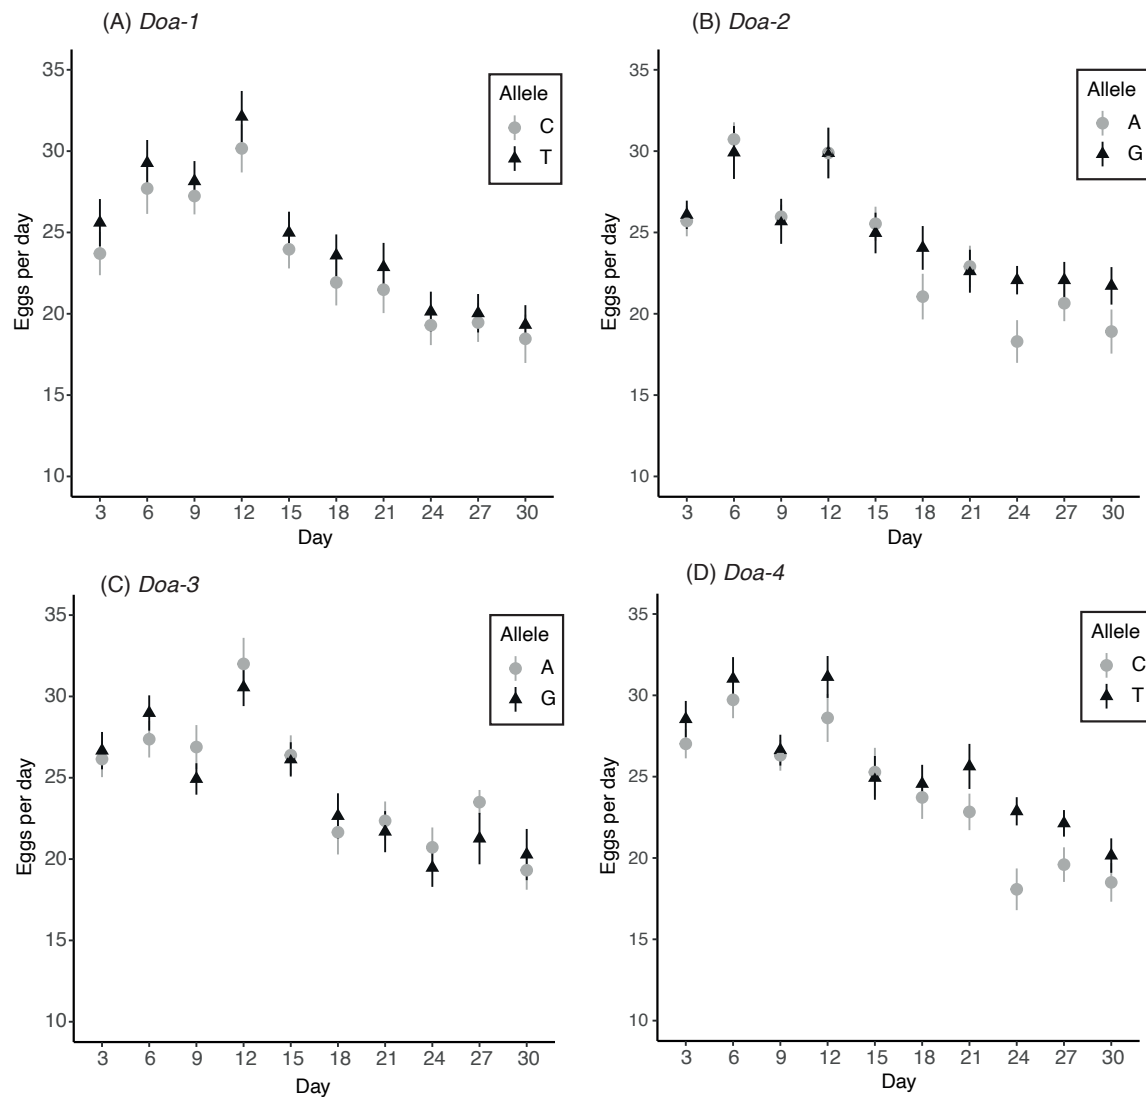 (A) Doa-1
Eggs per day
35
30
25
20
15
10
3 6 9 12 15 18 21 24 27 30
Day
Allele
C
T
(B) Doa-2
Eggs per day
35
30
25
20
15
10
3 6 9 12 15 18 21 24 27 30
Day
Allele
A
G
(C) Doa-3
Eggs per day
35
30
25
20
15
10
3 6 9 12 15 18 21 24 27 30
Day
Allele
A
G
(D) Doa-4
Eggs per day
35
30
25
20
15
10
3 6 9 12 15 18 21 24 27 30
Day
Allele
C
T